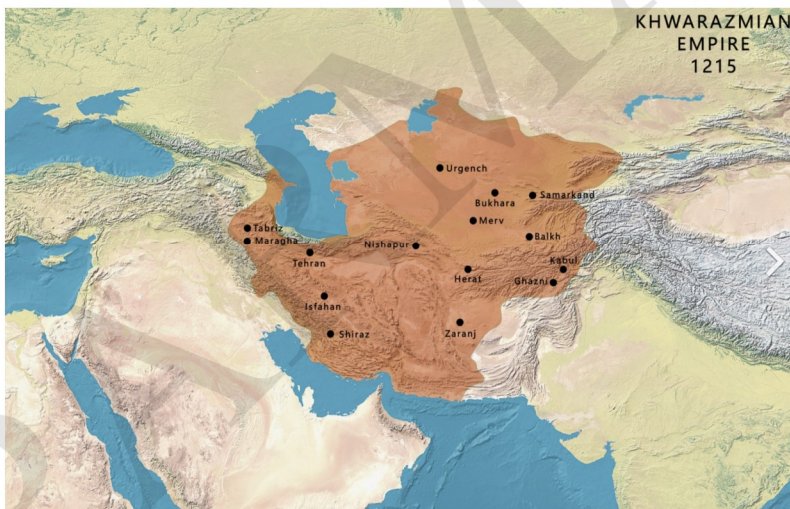 KHWARAZMIAN
EMPIRE
1215
Urgench
Bukhara
Samarkand
Merv
Tabriz
Maragha
Balkh
Nishapur
Tehran
Kabul
Herat
Ghazni
Isfahan
Zaranj
Shiraz